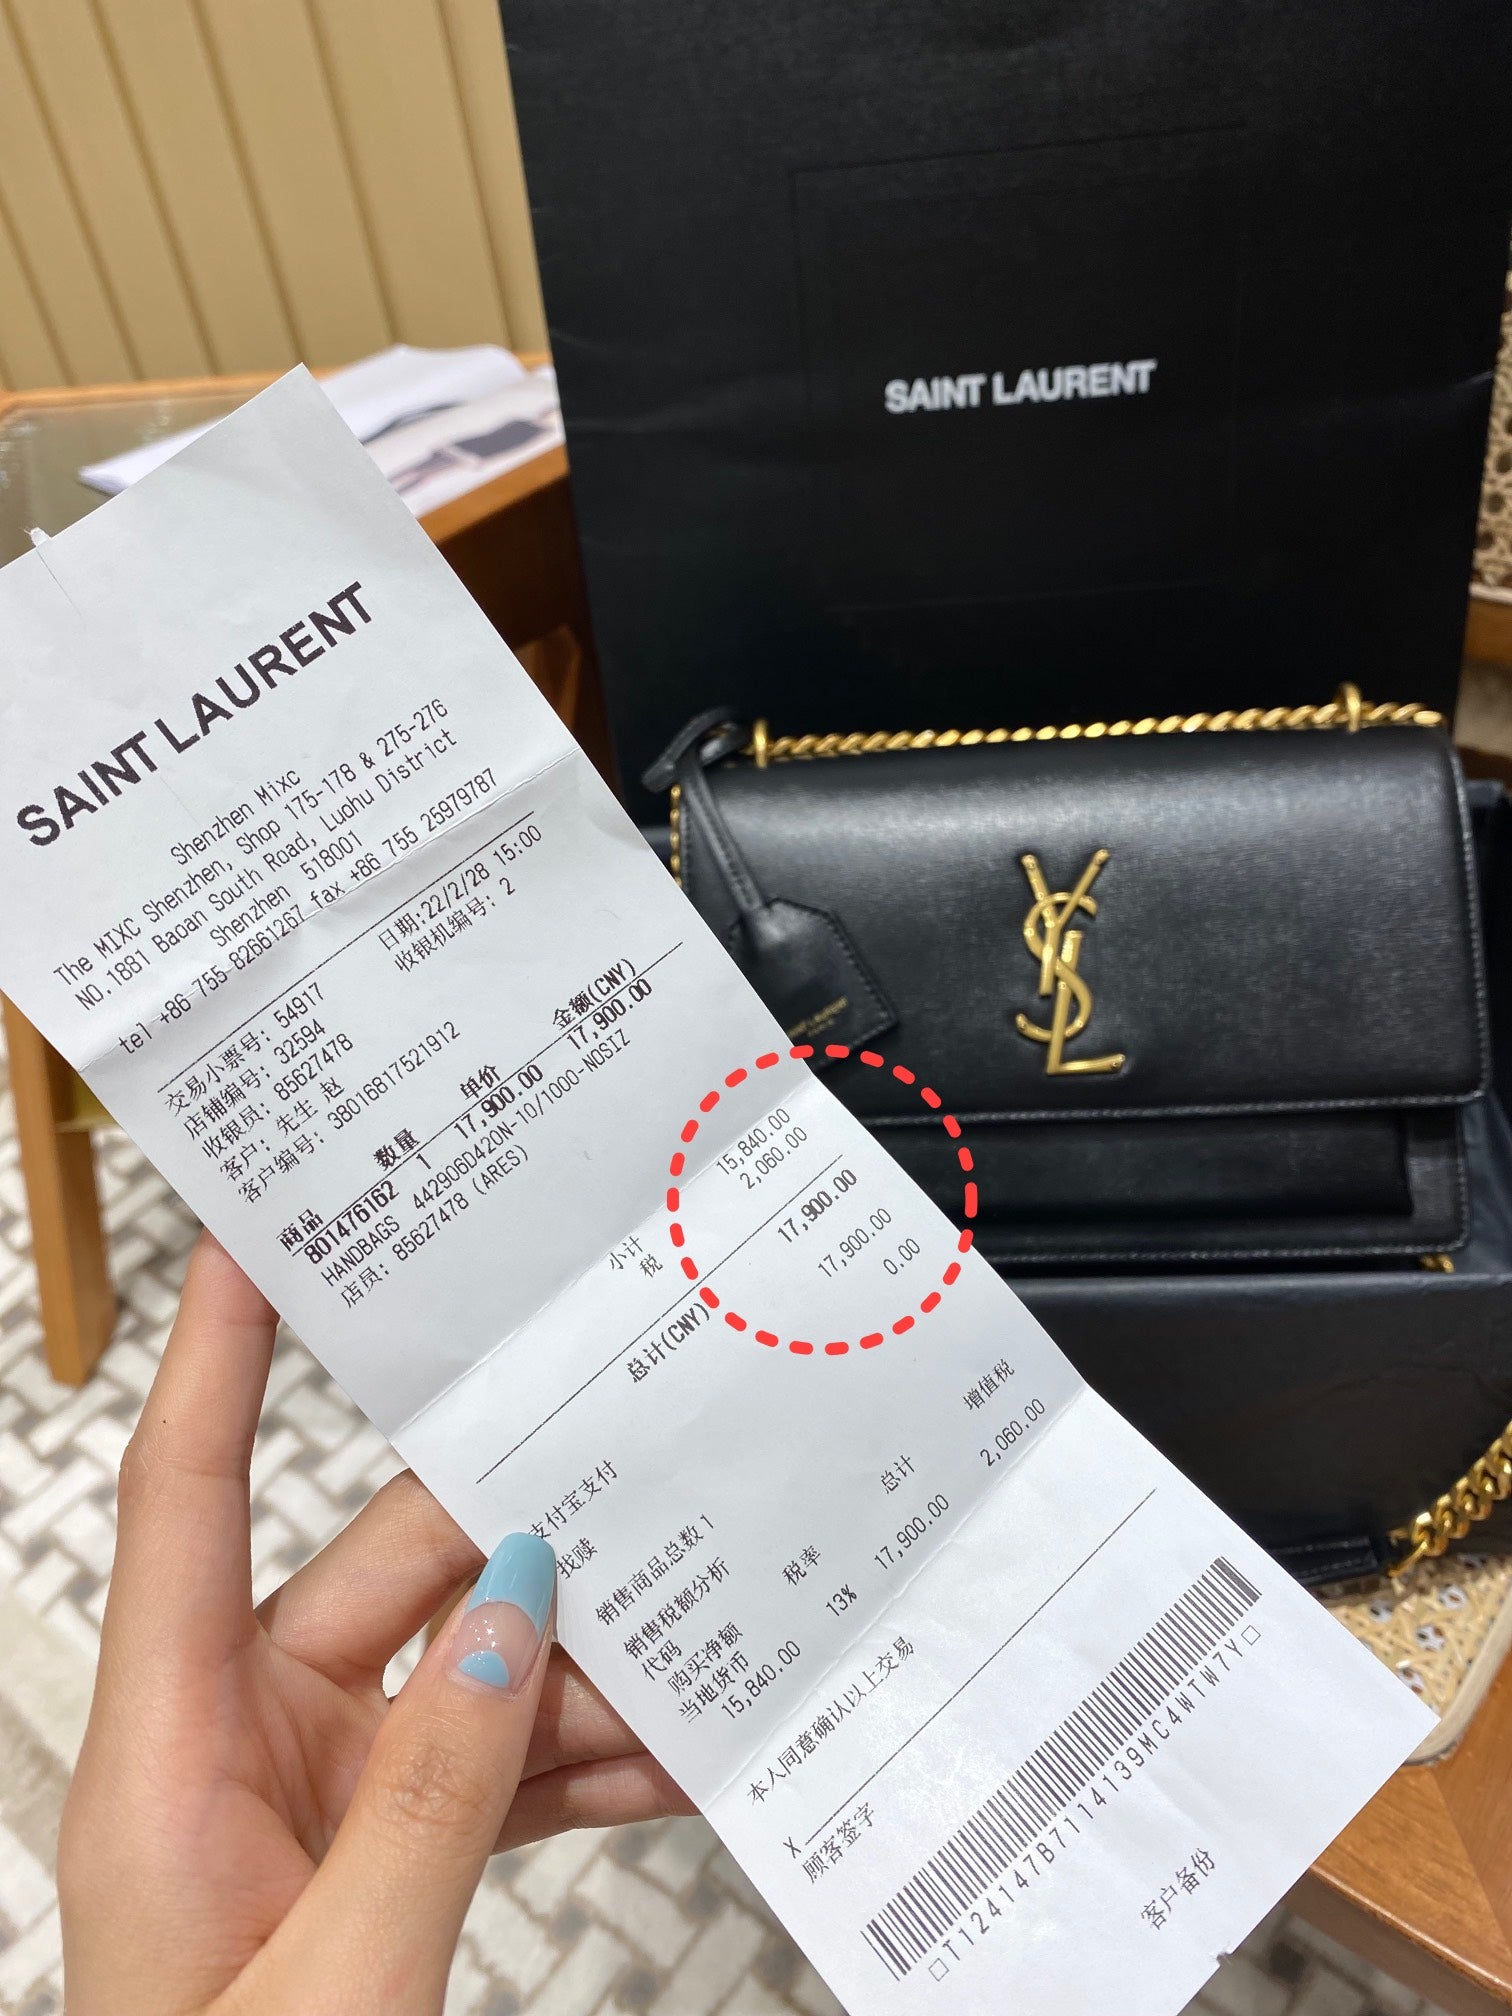 SAINT LAURENT
SAINT LAURENT
Shenzhen Mixc
The MIXC Shenzhen, Shop 175-178 & 275-276
NO.1881 Baoan South Road, Luohu District
Shenzhen 518001
tel +86 755 82661267 fax +86 755 25979787
交易小票号: 54917 日期:22/2/28 15:00
店铺编号: 32594 收银机编号: 2
收银员: 85627478
客户: 先生 赵
客户编号: 3801681752​1912
商品 数量 单价 金额(CNY)
801476162 1 17,900.00 17,900.00
HANDBAGS 442906D420N-10/1000-NOSIZ
店员: 85627478 (ARES)
小计 15,840.00
税 2,060.00
总计(CNY) 17,900.00
支付宝支付 17,900.00
找赎 0.00
销售商品总数 1
销售税额分析
代码 税率 总计 增值税
购买净额 13% 17,900.00 2,060.00
当地货币
15,840.00
本人同意确认以上交易
X
顾客签字
T124147B7114139MC4WTW7Y
客户备份
YSL